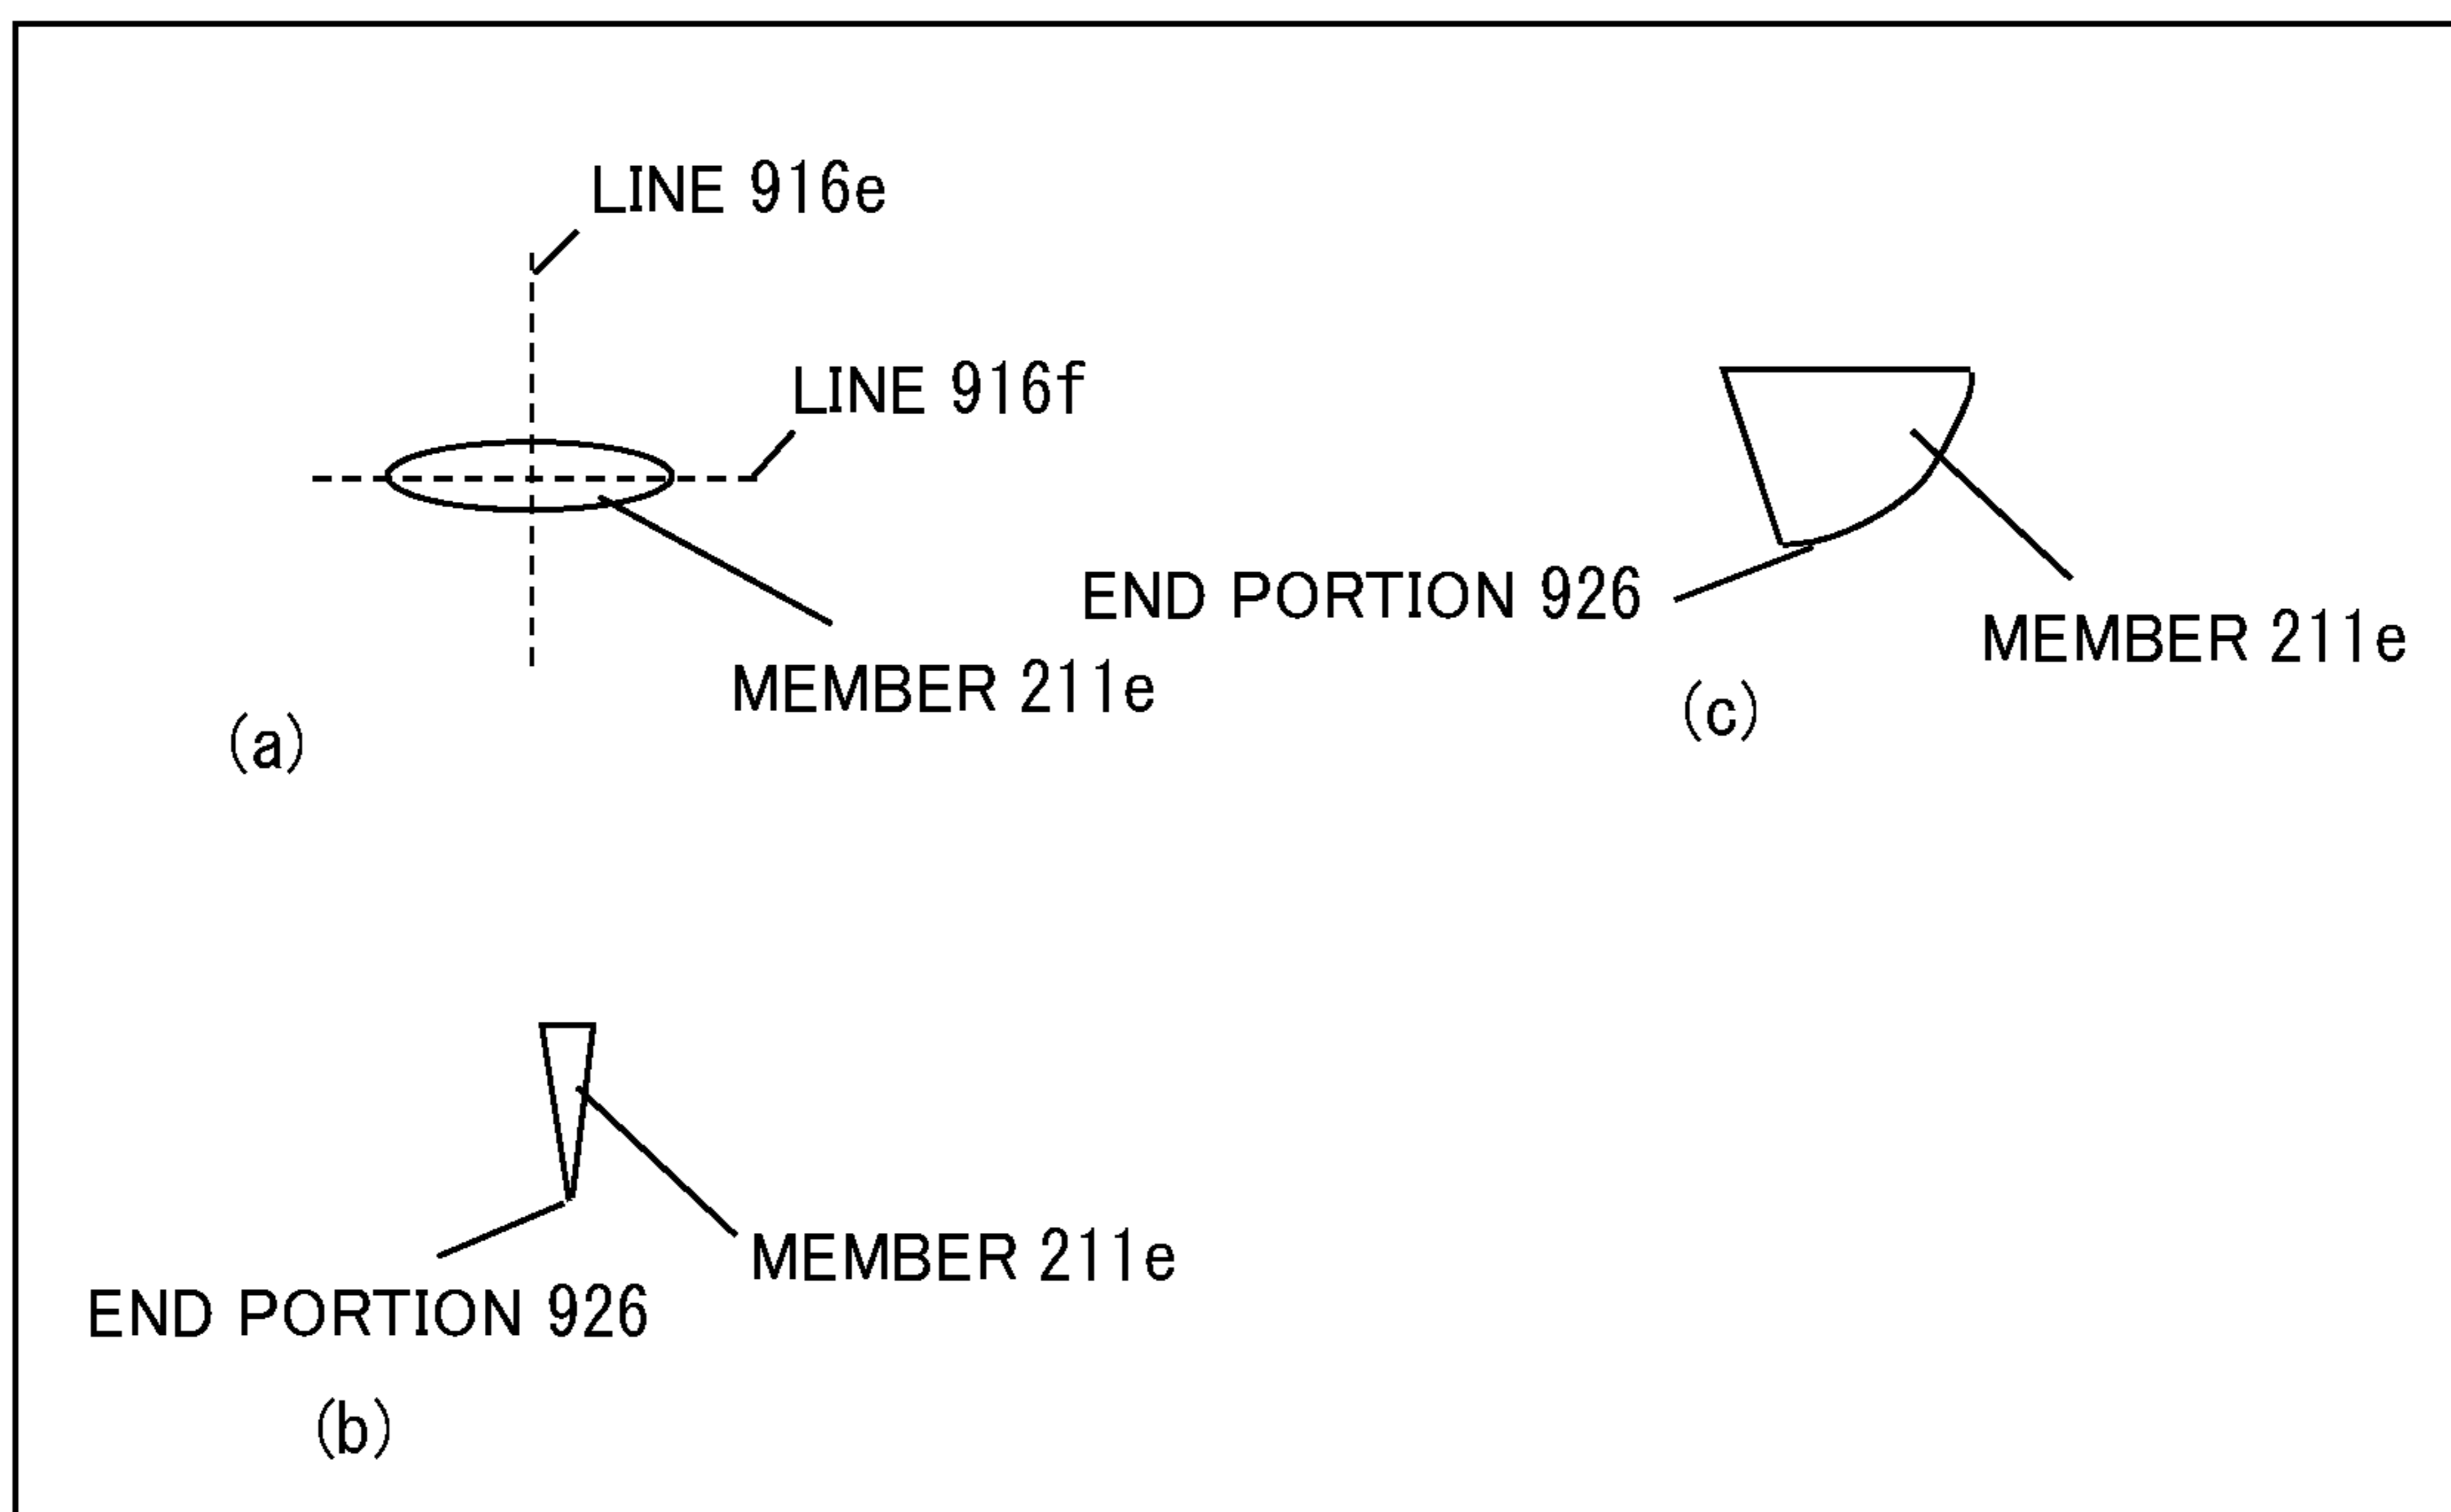 LINE 916e
LINE 916f
MEMBER 211e
(a)
END PORTION 926
MEMBER 211e
(c)
MEMBER 211e
END PORTION 926
(b)